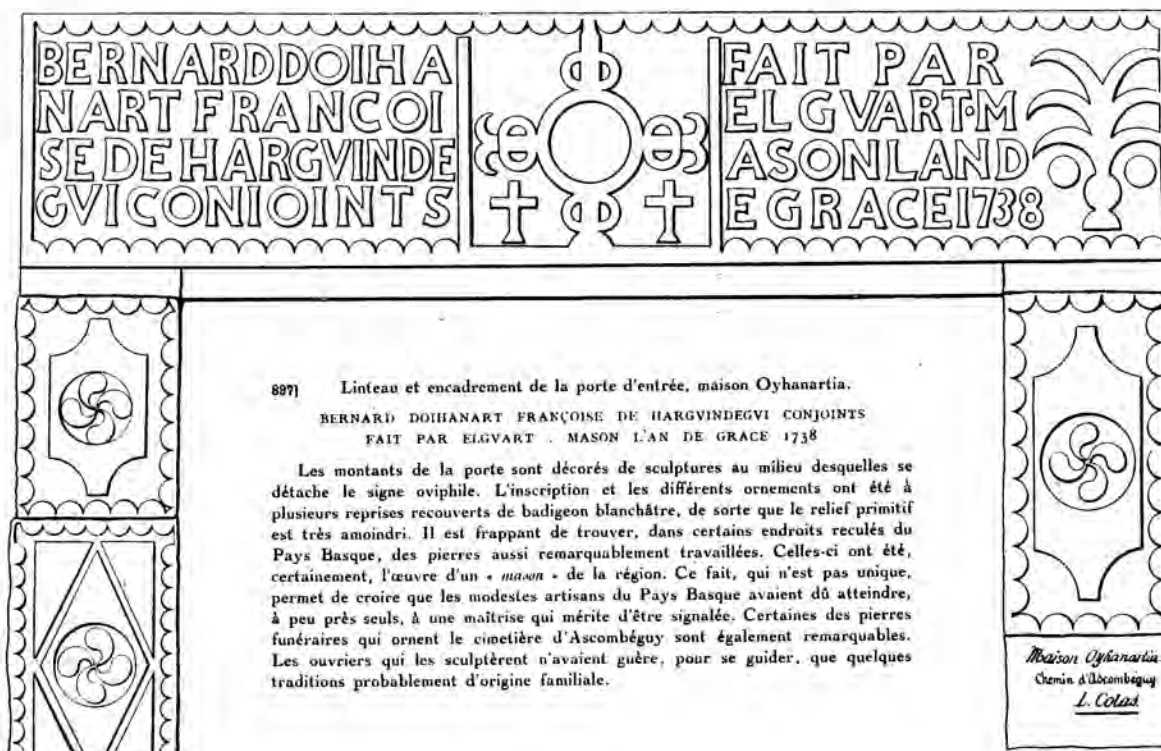 BERNARDDOIHA
NARTFRANCOI
SEDEHARGVINDE
GVICONIOINTS
FAIT PAR
ELGVART·M
ASONLAND
EGRACE1738
897] Linteau et encadrement de la porte d'entrée, maison Oyhanartia.
BERNARD DOIHANART FRANÇOISE DE HARGVINDEGVI CONJOINTS
FAIT PAR ELGVART . MASON L'AN DE GRACE 1738
Les montants de la porte sont décorés de sculptures au milieu desquelles se
détache le signe oviphile. L'inscription et les différents ornements ont été à
plusieurs reprises recouverts de badigeon blanchâtre, de sorte que le relief primitif
est très amoindri. Il est frappant de trouver, dans certains endroits reculés du
Pays Basque, des pierres aussi remarquablement travaillées. Celles-ci ont été,
certainement, l'œuvre d'un « mason » de la région. Ce fait, qui n'est pas unique,
permet de croire que les modestes artisans du Pays Basque avaient dû atteindre,
à peu près seuls, à une maîtrise qui mérite d'être signalée. Certaines des pierres
funéraires qui ornent le cimetière d'Ascombéguy sont également remarquables.
Les ouvriers qui les sculptèrent n'avaient guère, pour se guider, que quelques
traditions probablement d'origine familiale.
Maison Oyhanartia
Chemin d'Ascombéguy
L. Colas